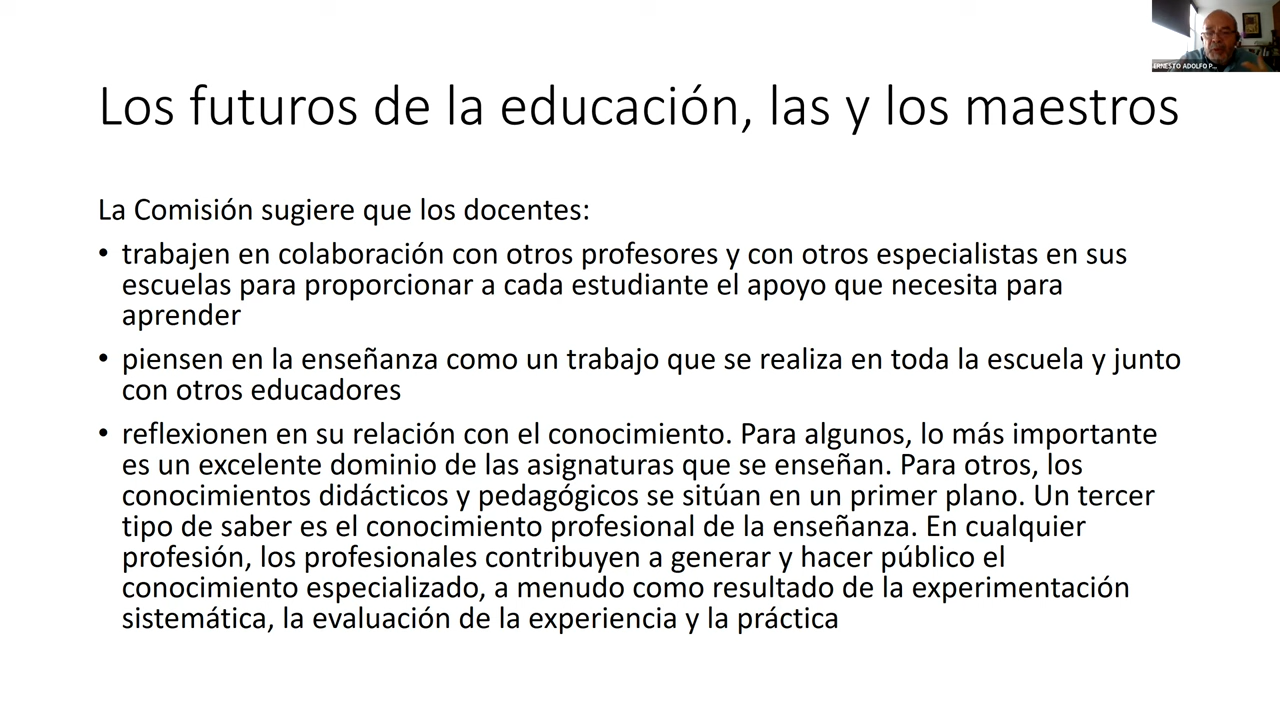 ERNESTO ADOLFO P...
Los futuros de la educación, las y los maestros
La Comisión sugiere que los docentes:
• trabajen en colaboración con otros profesores y con otros especialistas en sus
escuelas para proporcionar a cada estudiante el apoyo que necesita para
aprender
• piensen en la enseñanza como un trabajo que se realiza en toda la escuela y junto
con otros educadores
• reflexionen en su relación con el conocimiento. Para algunos, lo más importante
es un excelente dominio de las asignaturas que se enseñan. Para otros, los
conocimientos didácticos y pedagógicos se sitúan en un primer plano. Un tercer
tipo de saber es el conocimiento profesional de la enseñanza. En cualquier
profesión, los profesionales contribuyen a generar y hacer público el
conocimiento especializado, a menudo como resultado de la experimentación
sistemática, la evaluación de la experiencia y la práctica